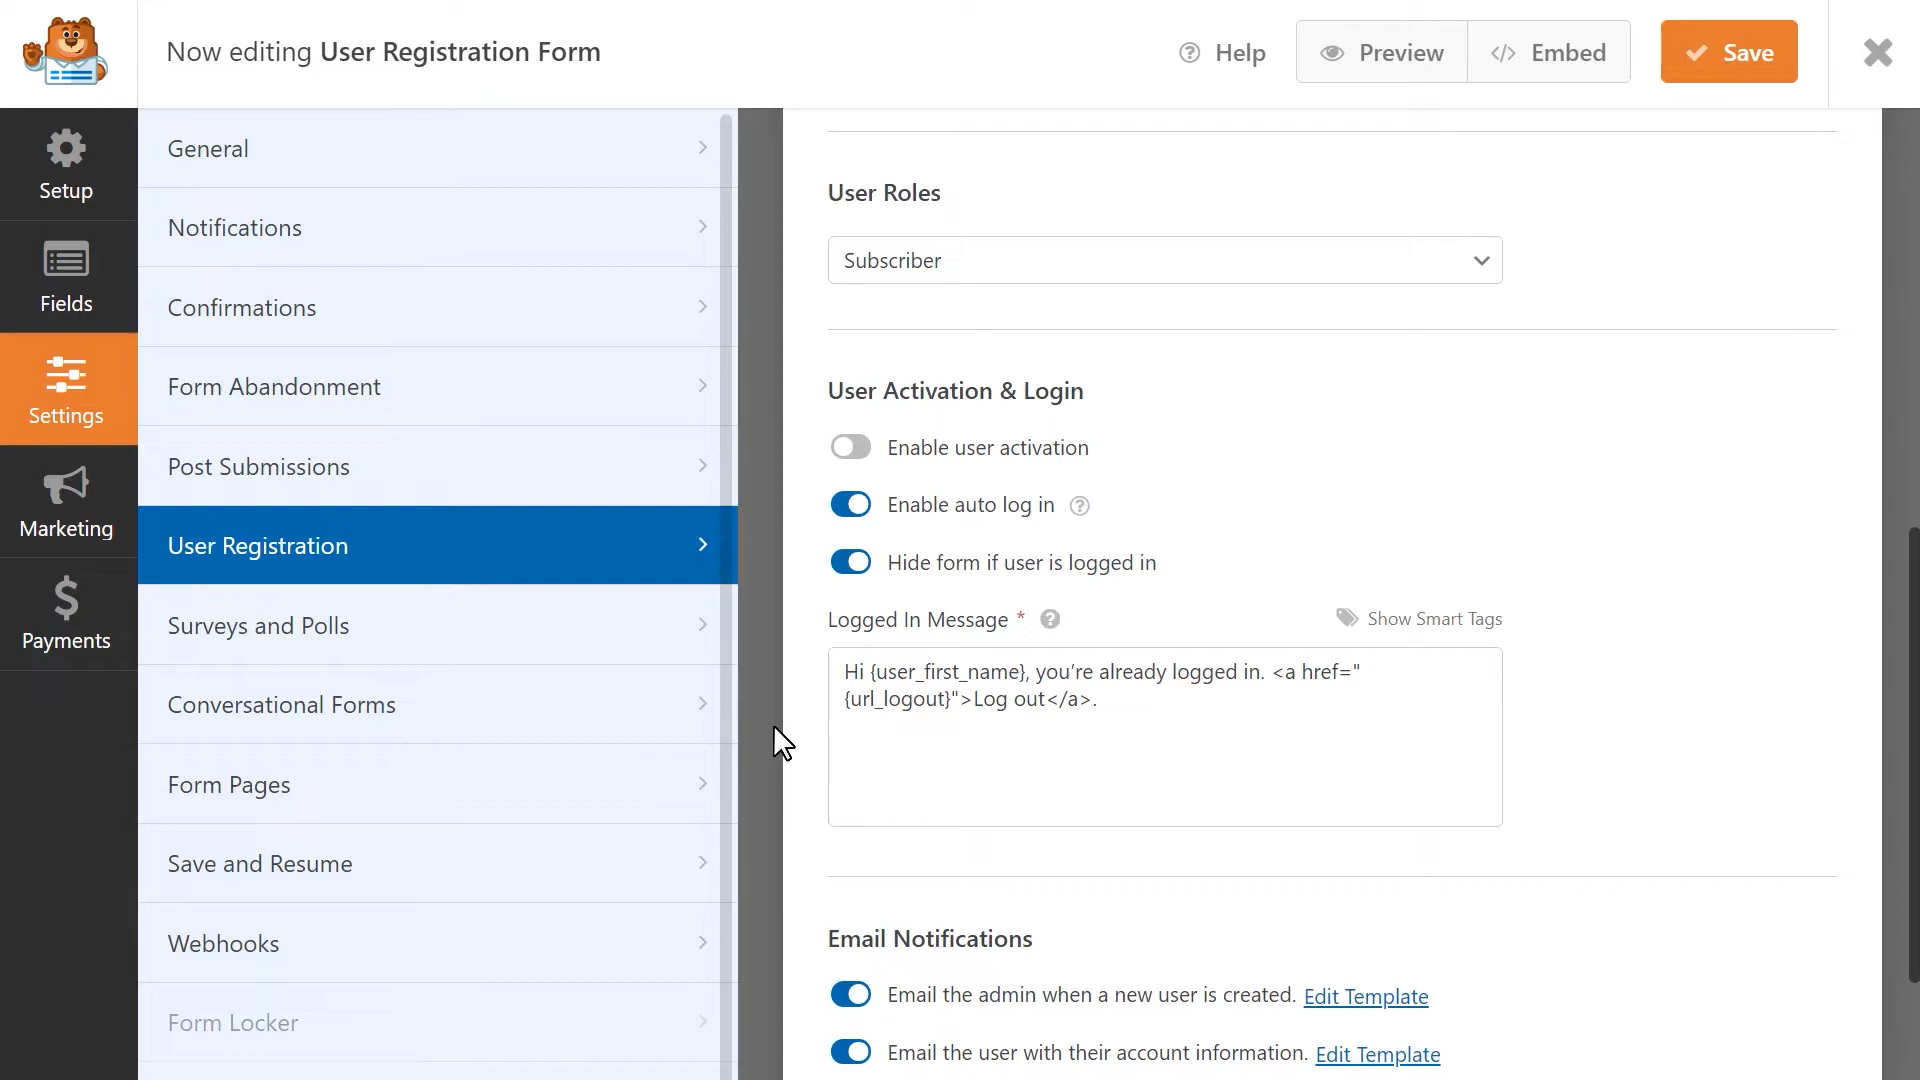 Now editing User Registration Form
Help
Preview
Embed
Save
Setup
Fields
Settings
Marketing
Payments
General
Notifications
Confirmations
Form Abandonment
Post Submissions
User Registration
Surveys and Polls
Conversational Forms
Form Pages
Save and Resume
Webhooks
Form Locker
User Roles
Subscriber
User Activation & Login
Enable user activation
Enable auto log in
Hide form if user is logged in
Logged In Message *
Show Smart Tags
Hi {user_first_name}, you’re already logged in. <a href="
{url_logout}">Log out</a>.
Email Notifications
Email the admin when a new user is created. Edit Template
Email the user with their account information. Edit Template